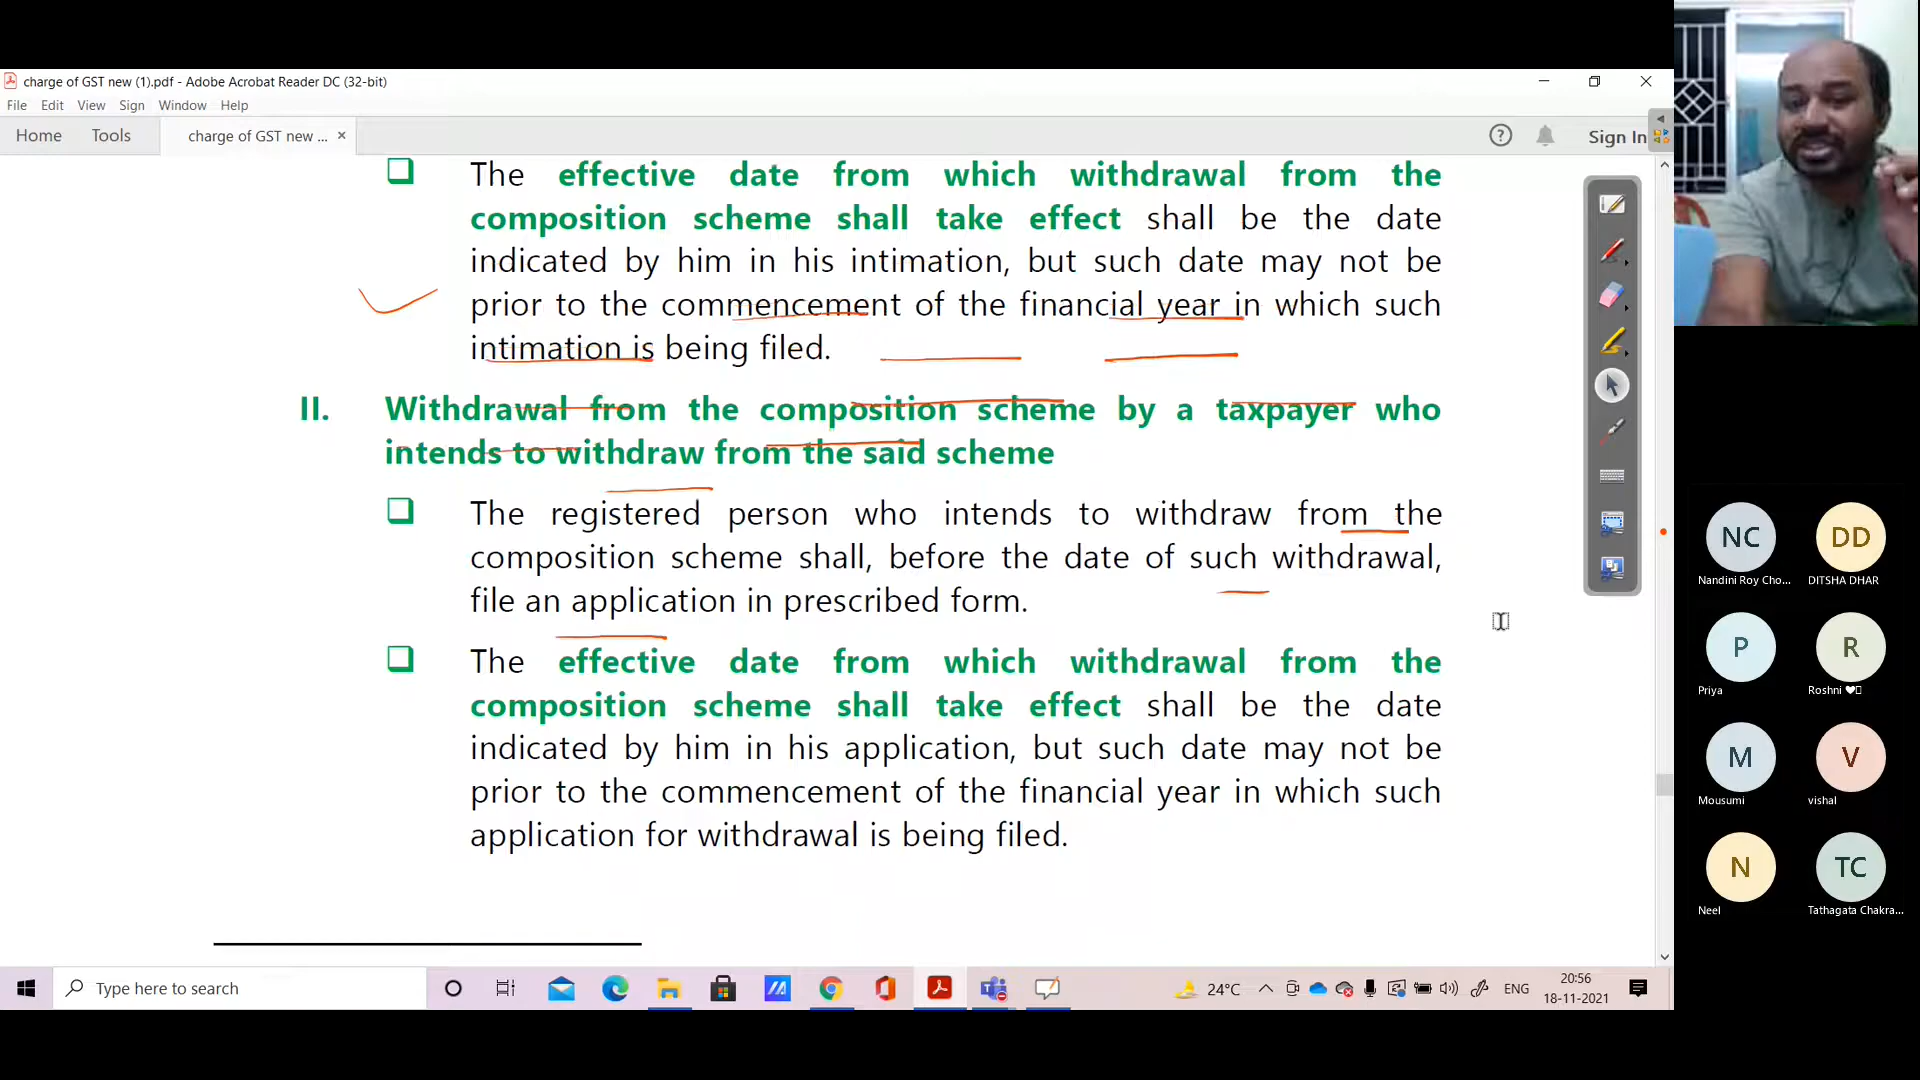 charge of GST new (1).pdf - Adobe Acrobat Reader DC (32-bit)
File Edit View Sign Window Help
Home Tools charge of GST new ... × Sign In
The effective date from which withdrawal from the
composition scheme shall take effect shall be the date
indicated by him in his intimation, but such date may not be
prior to the commencement of the financial year in which such
intimation is being filed.
II. Withdrawal from the composition scheme by a taxpayer who
intends to withdraw from the said scheme
The registered person who intends to withdraw from the
composition scheme shall, before the date of such withdrawal,
file an application in prescribed form.
The effective date from which withdrawal from the
composition scheme shall take effect shall be the date
indicated by him in his application, but such date may not be
prior to the commencement of the financial year in which such
application for withdrawal is being filed.
NC DD
Nandini Roy Cho... DITSHA DHAR
P R
Priya Roshni ❤
M V
Mousumi vishal
N TC
Neel Tathagata Chakra...
Type here to search
24°C ENG 20:56
18-11-2021